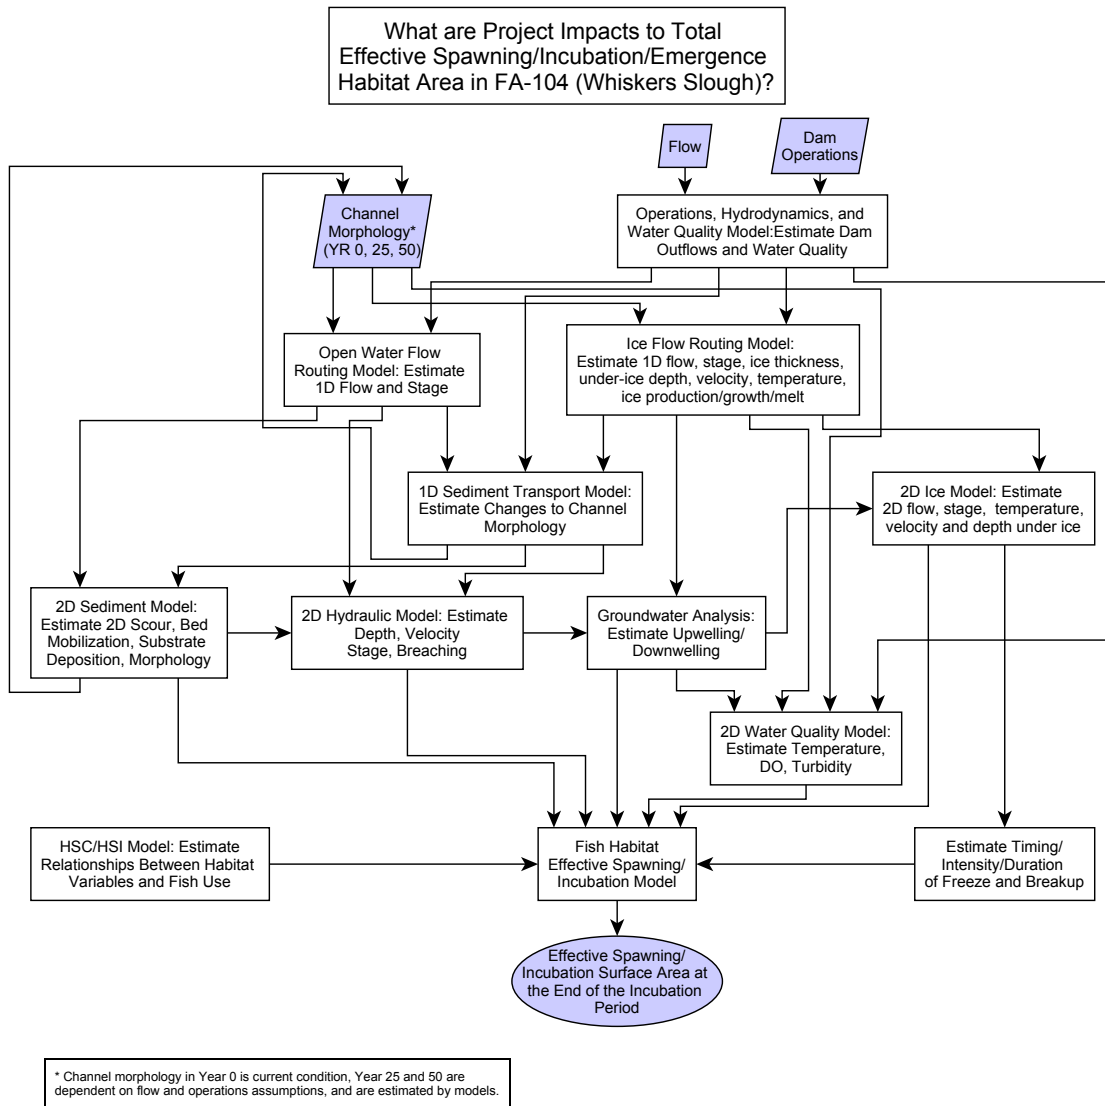 What are Project Impacts to Total
Effective Spawning/Incubation/Emergence
Habitat Area in FA-104 (Whiskers Slough)?
Flow
Dam
Operations
Channel
Morphology*
(YR 0, 25, 50)
Operations, Hydrodynamics, and
Water Quality Model:Estimate Dam
Outflows and Water Quality
Open Water Flow
Routing Model: Estimate
1D Flow and Stage
Ice Flow Routing Model:
Estimate 1D flow, stage, ice thickness,
under-ice depth, velocity, temperature,
ice production/growth/melt
1D Sediment Transport Model:
Estimate Changes to Channel
Morphology
2D Ice Model: Estimate
2D flow, stage, temperature,
velocity and depth under ice
2D Sediment Model:
Estimate 2D Scour, Bed
Mobilization, Substrate
Deposition, Morphology
2D Hydraulic Model: Estimate
Depth, Velocity
Stage, Breaching
Groundwater Analysis:
Estimate Upwelling/
Downwelling
2D Water Quality Model:
Estimate Temperature,
DO, Turbidity
HSC/HSI Model: Estimate
Relationships Between Habitat
Variables and Fish Use
Fish Habitat
Effective Spawning/
Incubation Model
Estimate Timing/
Intensity/Duration
of Freeze and Breakup
Effective Spawning/
Incubation Surface Area at
the End of the Incubation
Period
* Channel morphology in Year 0 is current condition, Year 25 and 50 are
dependent on flow and operations assumptions, and are estimated by models.